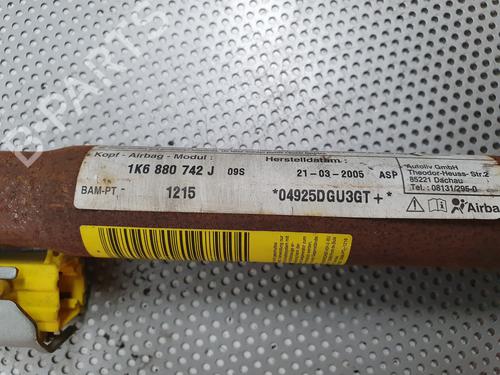 Kopf - Airbag - Modul:
Herstelldatum:
1K6 880 742 J 09S
21-03-2005 ASP
BAM-PT-
1215
*04925DGU3GT+*
Autoliv GmbH
Theodor-Heuss- Str.2
85221 Dachau
Tel.: 08131/295-0
Airba
B-PARTS